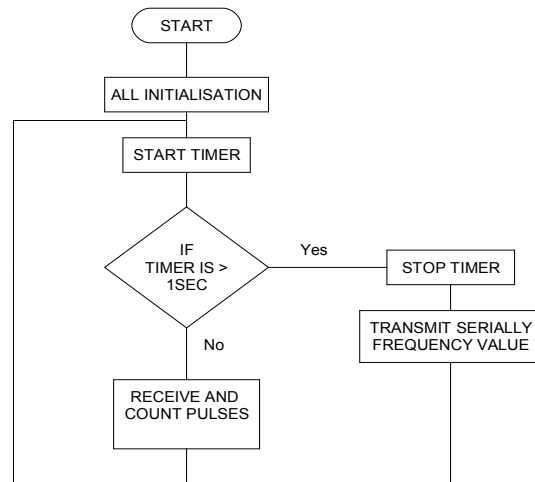 START
ALL INITIALISATION
START TIMER
IF
TIMER IS >
1SEC
Yes
STOP TIMER
TRANSMIT SERIALLY
FREQUENCY VALUE
No
RECEIVE AND
COUNT PULSES